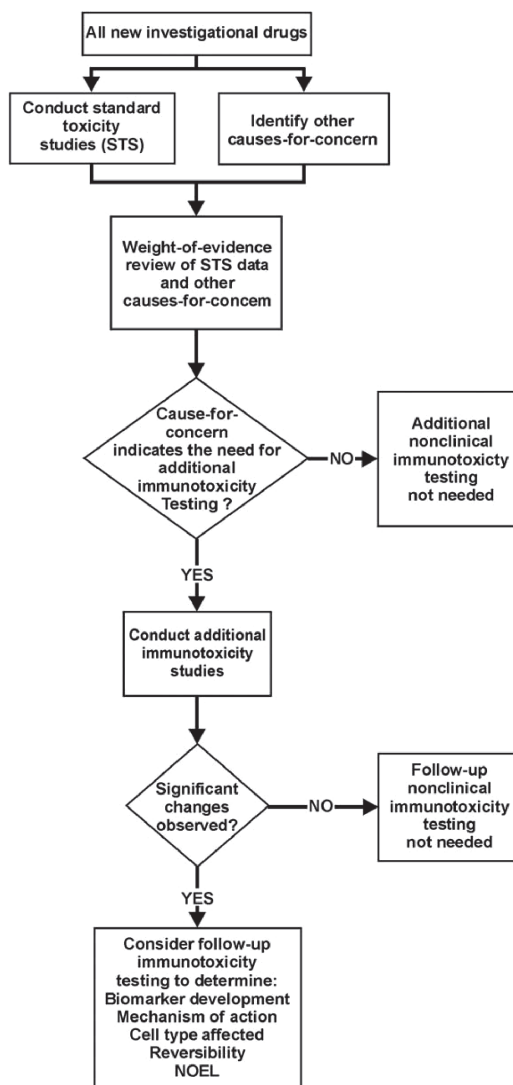 All new investigational drugs
Conduct standard
toxicity
studies (STS)
Identify other
causes-for-concern
Weight-of-evidence
review of STS data
and other
causes-for-concem
Cause-for-
concern
indicates the need for
additional
immunotoxicity
Testing ?
NO
Additional
nonclinical
immunotoxicty
testing
not needed
YES
Conduct additional
immunotoxicity
studies
Significant
changes
observed?
NO
Follow-up
nonclinical
immunotoxicity
testing
not needed
YES
Consider follow-up
immunotoxicity
testing to determine:
Biomarker development
Mechanism of action
Cell type affected
Reversibility
NOEL